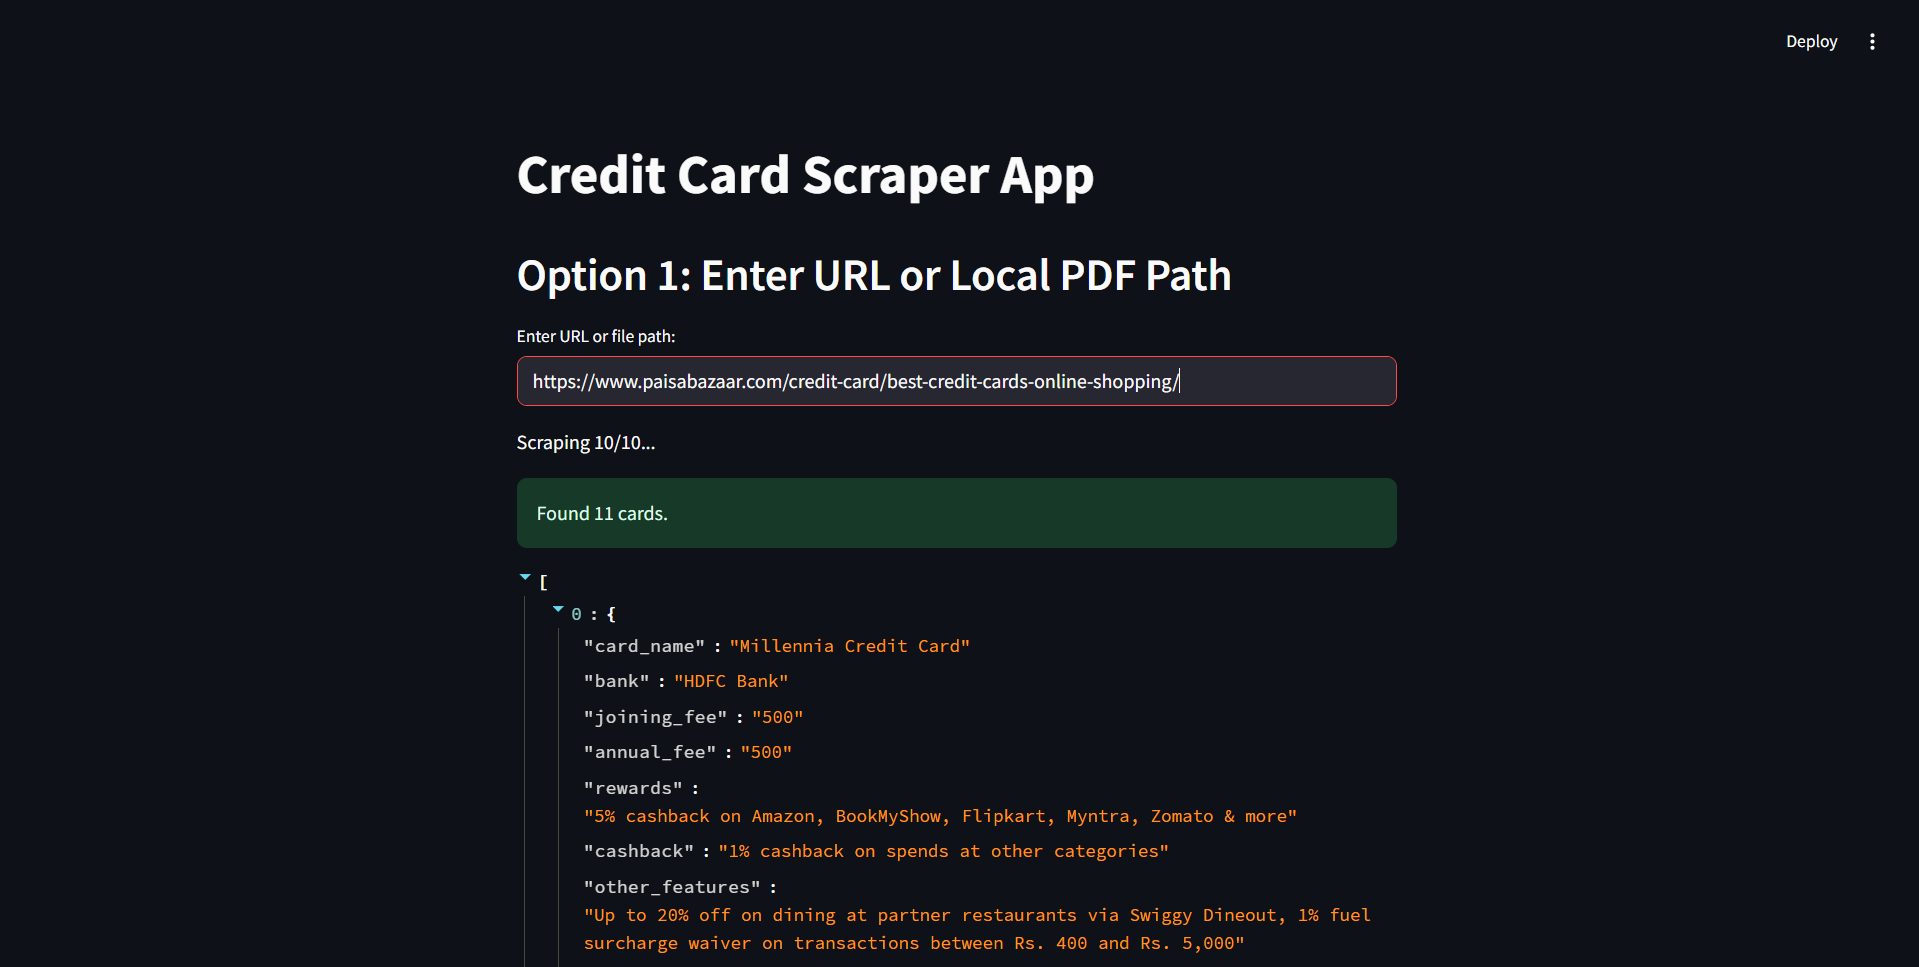 Deploy
Credit Card Scraper App
Option 1: Enter URL or Local PDF Path
Enter URL or file path:
https://www.paisabazaar.com/credit-card/best-credit-cards-online-shopping/
Scraping 10/10...
Found 11 cards.
[
0 : {
"card_name" : "Millennia Credit Card"
"bank" : "HDFC Bank"
"joining_fee" : "500"
"annual_fee" : "500"
"rewards" :
"5% cashback on Amazon, BookMyShow, Flipkart, Myntra, Zomato & more"
"cashback" : "1% cashback on spends at other categories"
"other_features" :
"Up to 20% off on dining at partner restaurants via Swiggy Dineout, 1% fuel
surcharge waiver on transactions between Rs. 400 and Rs. 5,000"